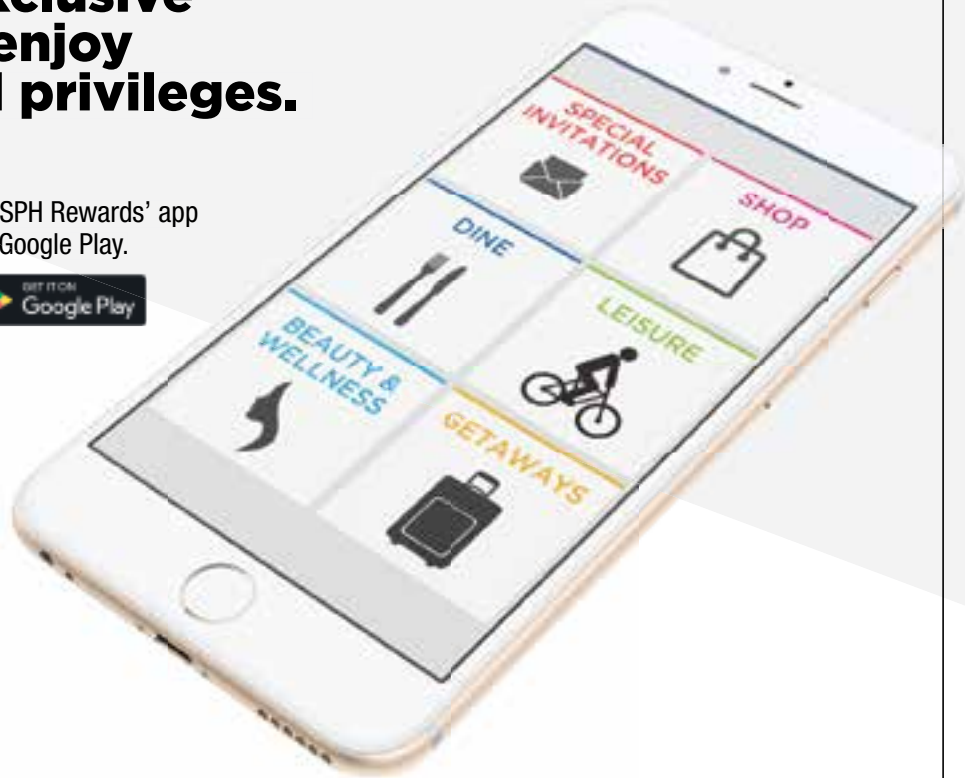 xclusive
enjoy
l privileges.
SPH Rewards’ app
Google Play.
GET IT ON
Google Play
SPECIAL
INVITATIONS
SHOP
DINE
LEISURE
BEAUTY &
WELLNESS
GETAWAYS